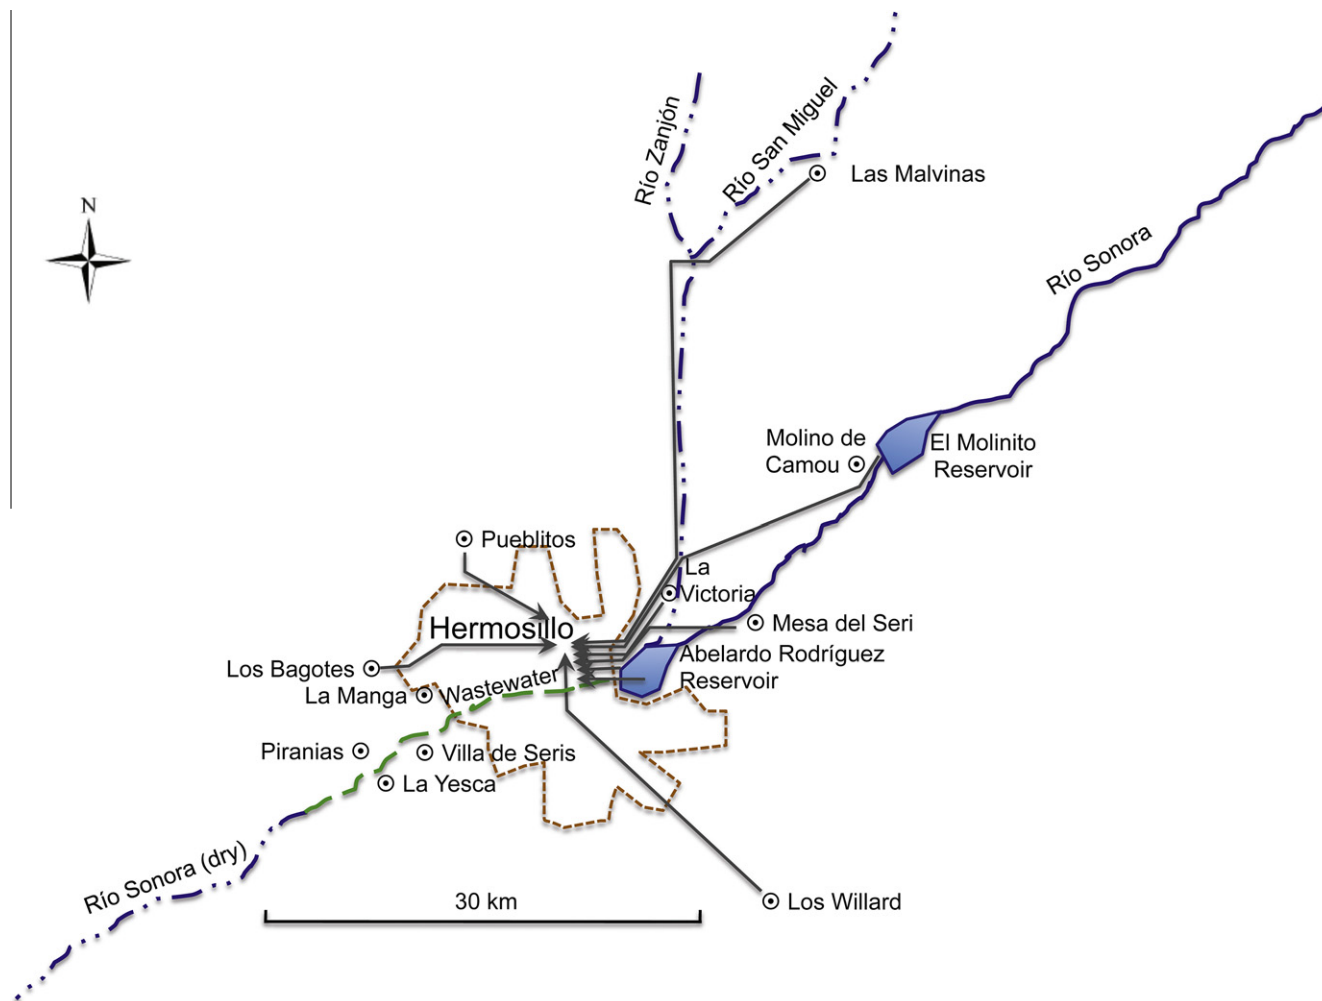 N
Río Zanjón
Río San Miguel
Las Malvinas
Río Sonora
Molino de
Camou
El Molinito
Reservoir
Pueblitos
La
Victoria
Hermosillo
Mesa del Seri
Los Bagotes
Abelardo Rodríguez
Reservoir
La Manga
Wastewater
Piranias
Villa de Seris
La Yesca
Río Sonora (dry)
30 km
Los Willard